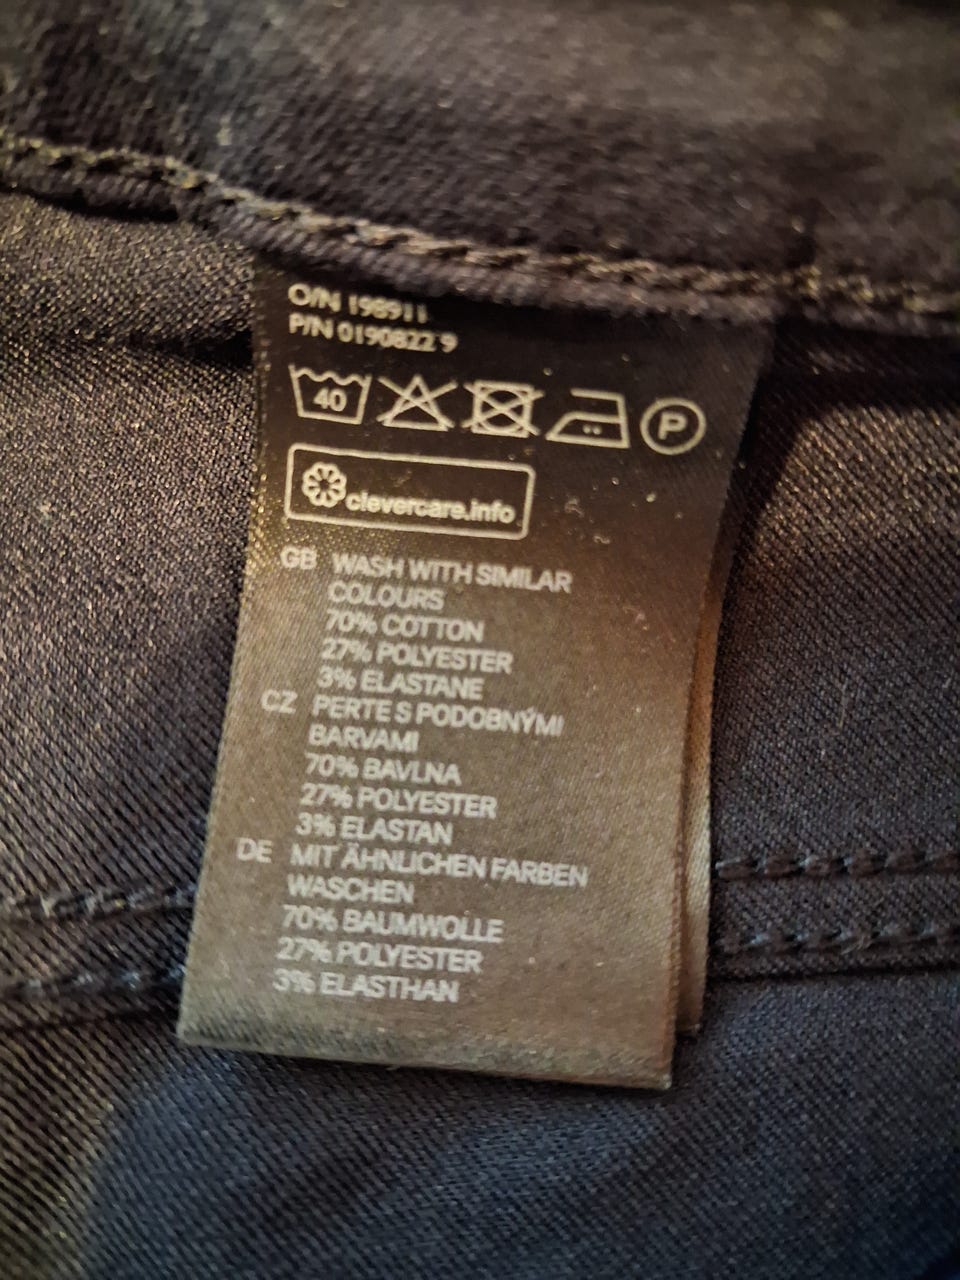 O/N 198911
P/N 0190822 9
40 P
clevercare.info
GB WASH WITH SIMILAR
COLOURS
70% COTTON
27% POLYESTER
3% ELASTANE
CZ PERTE S PODOBNÝMI
BARVAMI
70% BAVLNA
27% POLYESTER
3% ELASTAN
DE MIT ÄHNLICHEN FARBEN
WASCHEN
70% BAUMWOLLE
27% POLYESTER
3% ELASTHAN